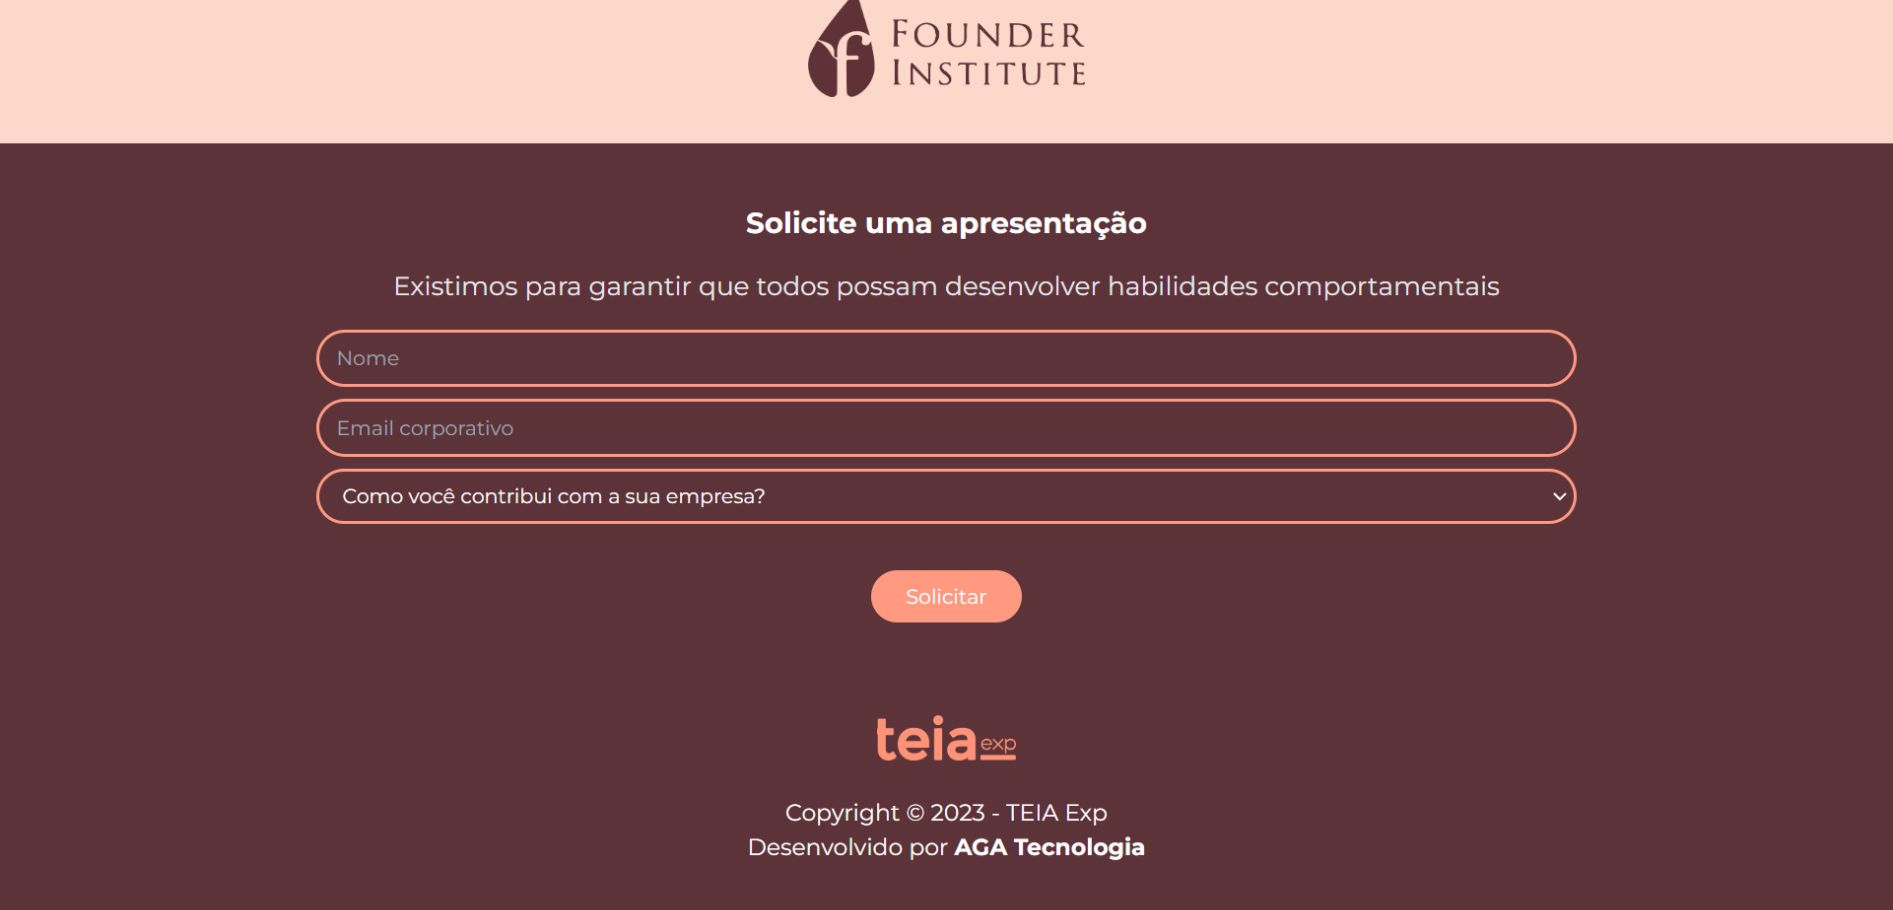 FOUNDER
INSTITUTE
Solicite uma apresentação
Existimos para garantir que todos possam desenvolver habilidades comportamentais
Nome
Email corporativo
Como você contribui com a sua empresa?
Solicitar
teia exp
Copyright © 2023 - TEIA Exp
Desenvolvido por AGA Tecnologia